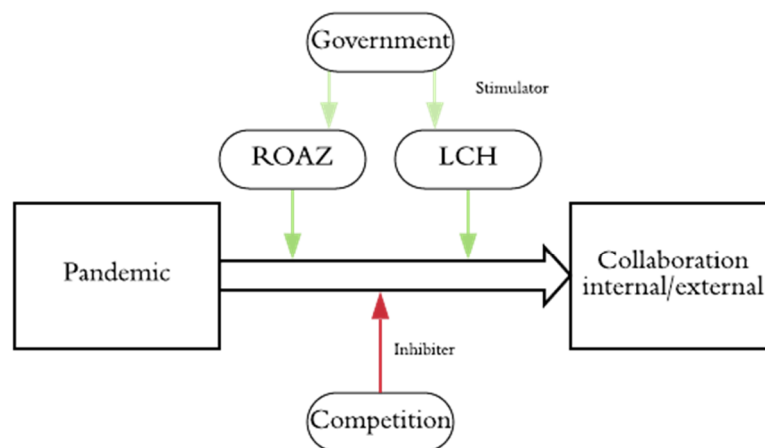 Government
Stimulator
ROAZ
LCH
Pandemic
Collaboration
internal/external
Inhibiter
Competition